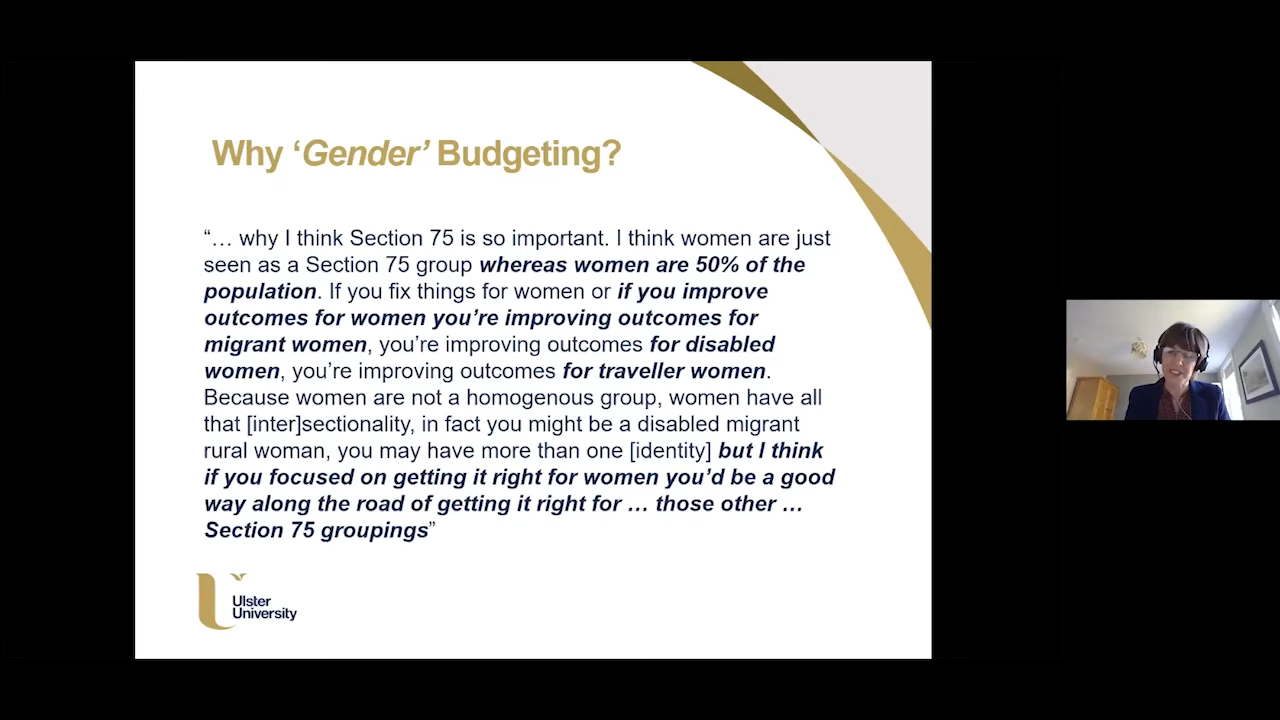 Why ‘Gender’ Budgeting?
“… why I think Section 75 is so important. I think women are just
seen as a Section 75 group whereas women are 50% of the
population. If you fix things for women or if you improve
outcomes for women you’re improving outcomes for
migrant women, you’re improving outcomes for disabled
women, you’re improving outcomes for traveller women.
Because women are not a homogenous group, women have all
that [inter]sectionality, in fact you might be a disabled migrant
rural woman, you may have more than one [identity] but I think
if you focused on getting it right for women you’d be a good
way along the road of getting it right for … those other …
Section 75 groupings”
Ulster
University